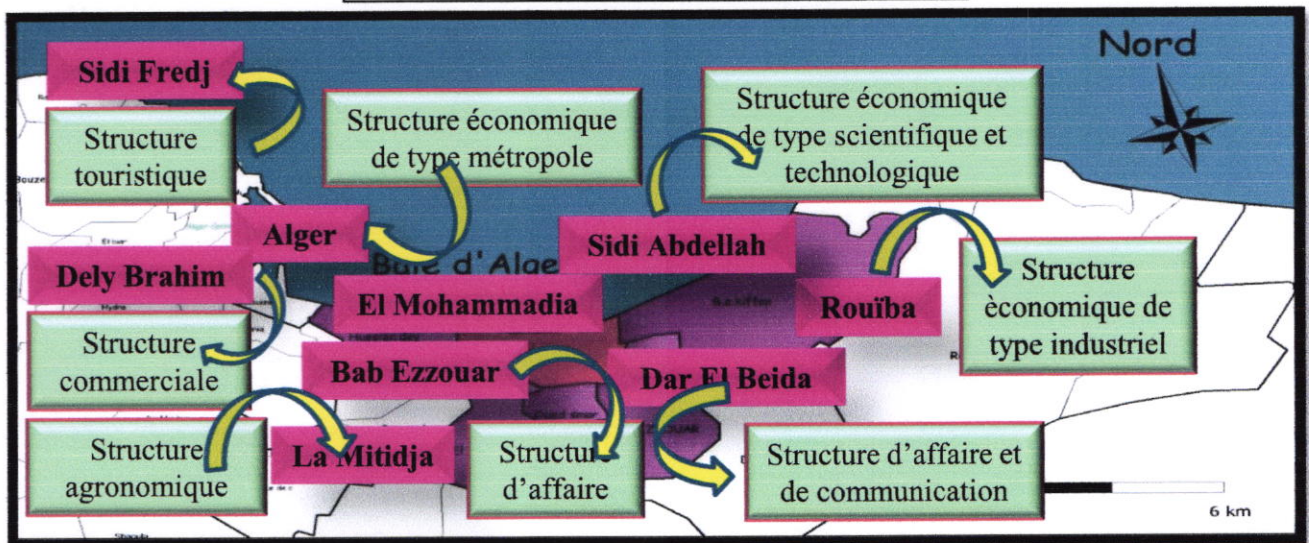 Nord
Sidi Fredj
Structure
touristique
Structure économique
de type métropole
Structure économique
de type scientifique et
technologique
Alger
Sidi Abdellah
Dely Brahim
Baie d'Alge
El Mohammadia
Rouïba
Structure
èconomique de
type industriel
Structure
commerciale
Bab Ezzouar
Dar El Beida
Structure
agronomique
La Mitidja
Structure
d'affaire
Structure d'affaire et
de communication
6 km